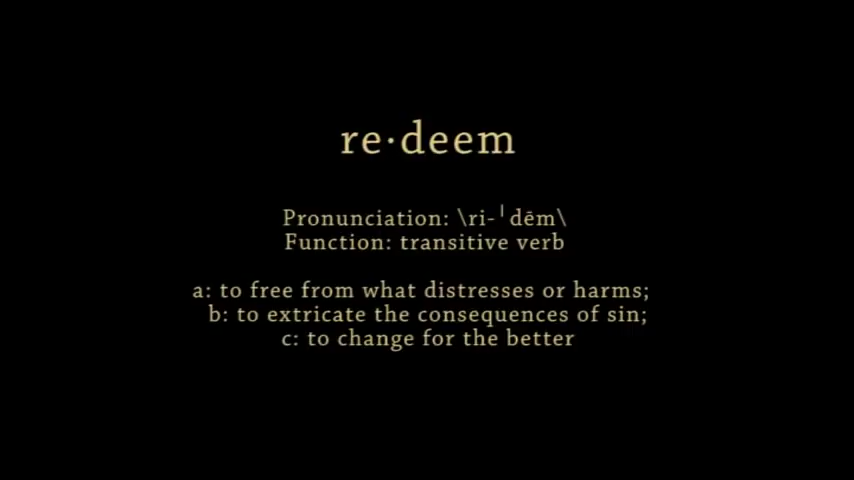 re·deem
Pronunciation: \ri-ˈdēm\
Function: transitive verb
a: to free from what distresses or harms;
b: to extricate the consequences of sin;
c: to change for the better